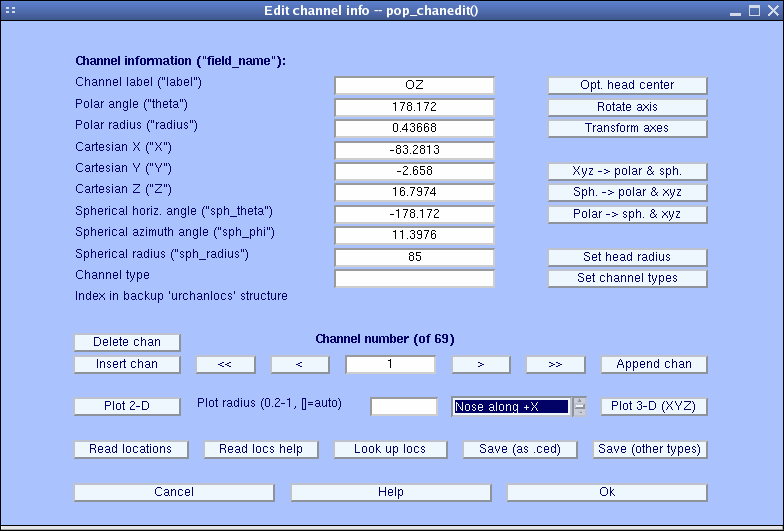 Edit channel info -- pop_chanedit()
Channel information ("field_name"):
Channel label ("label") OZ Opt. head center
Polar angle ("theta") 178.172 Rotate axis
Polar radius ("radius") 0.43668 Transform axes
Cartesian X ("X") -83.2813
Cartesian Y ("Y") -2.658 Xyz -> polar & sph.
Cartesian Z ("Z") 16.7974 Sph. -> polar & xyz
Spherical horiz. angle ("sph_theta") -178.172 Polar -> sph. & xyz
Spherical azimuth angle ("sph_phi") 11.3976
Spherical radius ("sph_radius") 85 Set head radius
Channel type Set channel types
Index in backup 'urchanlocs' structure
Delete chan Channel number (of 69)
Insert chan << < 1 > >> Append chan
Plot 2-D Plot radius (0.2-1, []=auto) Nose along +X Plot 3-D (XYZ)
Read locations Read locs help Look up locs Save (as .ced) Save (other types)
Cancel Help Ok